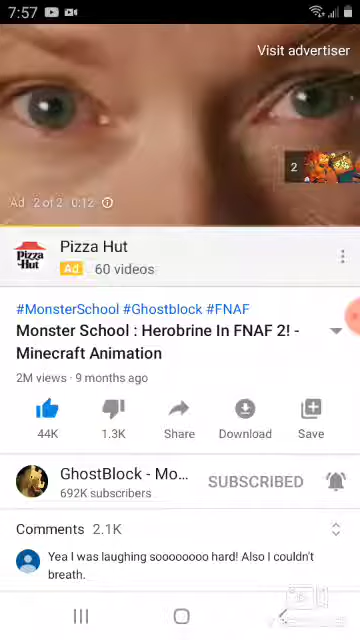 7:57
Visit advertiser
2
Ad · 2 of 2 · 0:12
Pizza Hut
Pizza Hut
Ad 60 videos
#MonsterSchool #Ghostblock #FNAF
Monster School : Herobrine In FNAF 2! -
Minecraft Animation
2M views · 9 months ago
44K
1.3K
Share
Download
Save
GhostBlock - Mo...
SUBSCRIBED
692K subscribers
Comments 2.1K
Yea I was laughing soooooooo hard! Also I couldn't
breath.